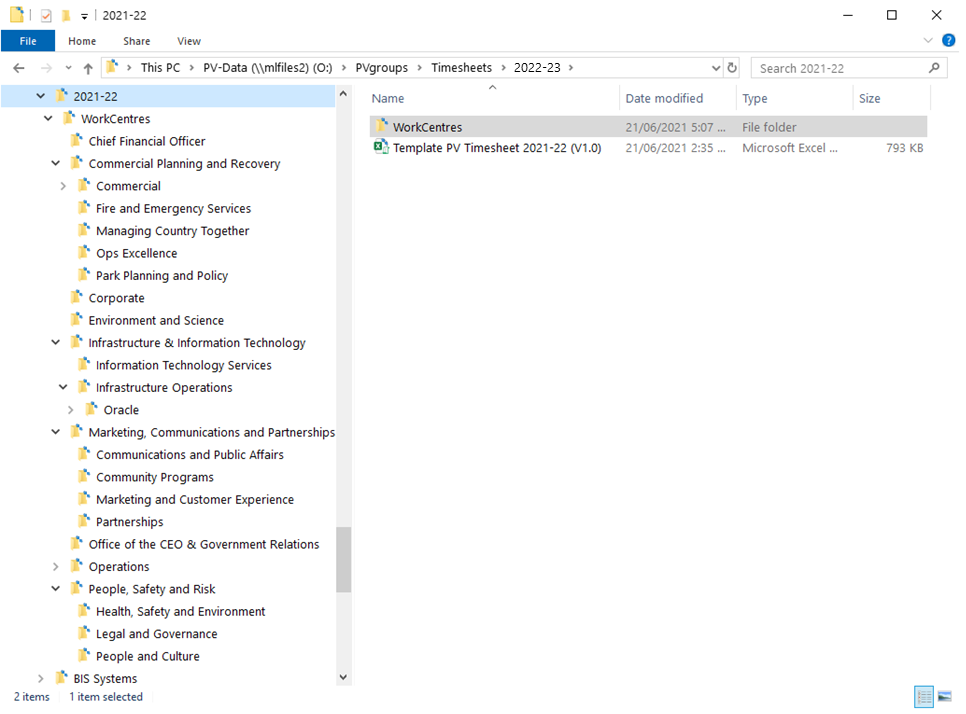 2021-22
File Home Share View
This PC > PV-Data (\\mlfiles2) (O:) > PVgroups > Timesheets > 2022-23 >
Search 2021-22
2021-22
WorkCentres
Chief Financial Officer
Commercial Planning and Recovery
Commercial
Fire and Emergency Services
Managing Country Together
Ops Excellence
Park Planning and Policy
Corporate
Environment and Science
Infrastructure & Information Technology
Information Technology Services
Infrastructure Operations
Oracle
Marketing, Communications and Partnerships
Communications and Public Affairs
Community Programs
Marketing and Customer Experience
Partnerships
Office of the CEO & Government Relations
Operations
People, Safety and Risk
Health, Safety and Environment
Legal and Governance
People and Culture
BIS Systems
Name Date modified Type Size
WorkCentres 21/06/2021 5:07 ... File folder
Template PV Timesheet 2021-22 (V1.0) 21/06/2021 2:35 ... Microsoft Excel ... 793 KB
2 items 1 item selected